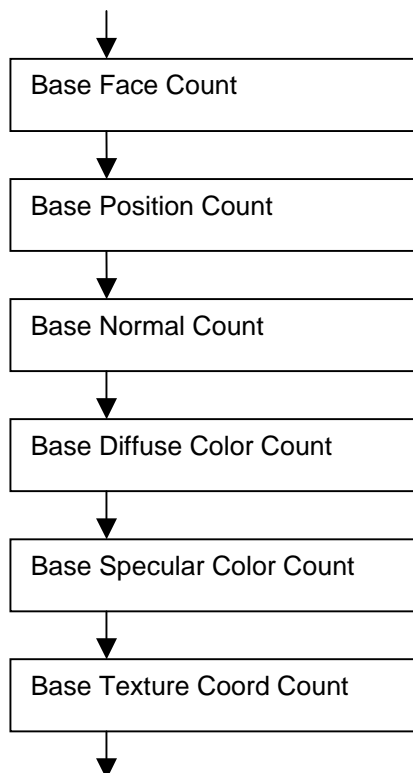 Base Face Count
Base Position Count
Base Normal Count
Base Diffuse Color Count
Base Specular Color Count
Base Texture Coord Count